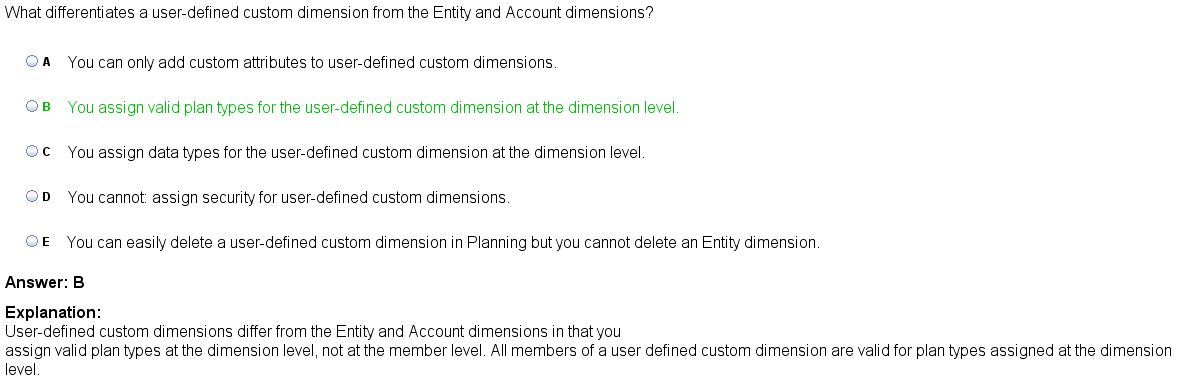 What differentiates a user-defined custom dimension from the Entity and Account dimensions?
A You can only add custom attributes to user-defined custom dimensions.
B You assign valid plan types for the user-defined custom dimension at the dimension level.
C You assign data types for the user-defined custom dimension at the dimension level.
D You cannot: assign security for user-defined custom dimensions.
E You can easily delete a user-defined custom dimension in Planning but you cannot delete an Entity dimension.
Answer: B
Explanation:
User-defined custom dimensions differ from the Entity and Account dimensions in that you
assign valid plan types at the dimension level, not at the member level. All members of a user defined custom dimension are valid for plan types assigned at the dimension
level.